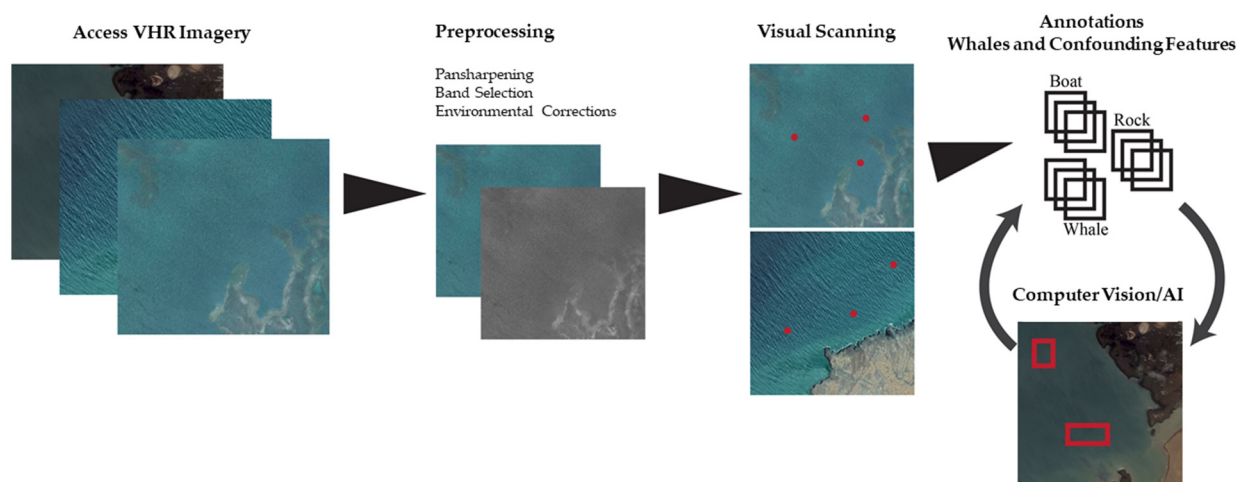 Access VHR Imagery
Preprocessing
Pansharpening
Band Selection
Environmental Corrections
Visual Scanning
Annotations
Whales and Confounding Features
Boat
Rock
Whale
Computer Vision/AI